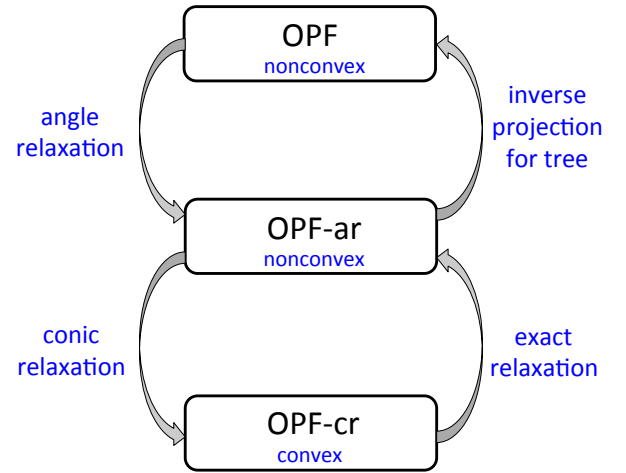 OPF
nonconvex
angle
relaxation
inverse
projection
for tree
OPF-ar
nonconvex
conic
relaxation
exact
relaxation
OPF-cr
convex